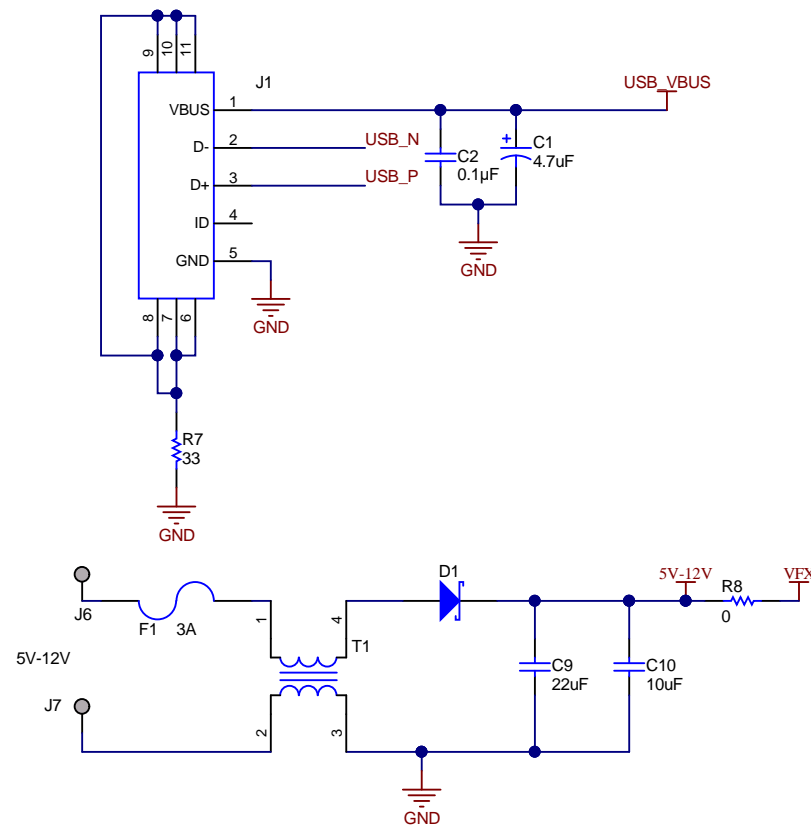 9 10 11
J1
USB_VBUS
VBUS 1
D- 2 USB_N
C2
0.1µF
+ C1
4.7uF
D+ 3 USB_P
ID 4
GND 5
GND
GND
8 7 6
R7
33
GND
J6
F1 3A
1
4
D1
5V-12V
R8
0
VFX
5V-12V
T1
C9
22uF
C10
10uF
J7
2
3
GND